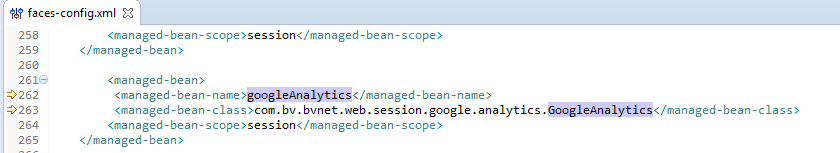 faces-config.xml
258 <managed-bean-scope>session</managed-bean-scope>
259 </managed-bean>
260
261 <managed-bean>
262 <managed-bean-name>googleAnalytics</managed-bean-name>
263 <managed-bean-class>com.bv.bvnet.web.session.google.analytics.GoogleAnalytics</managed-bean-class>
264 <managed-bean-scope>session</managed-bean-scope>
265 </managed-bean>